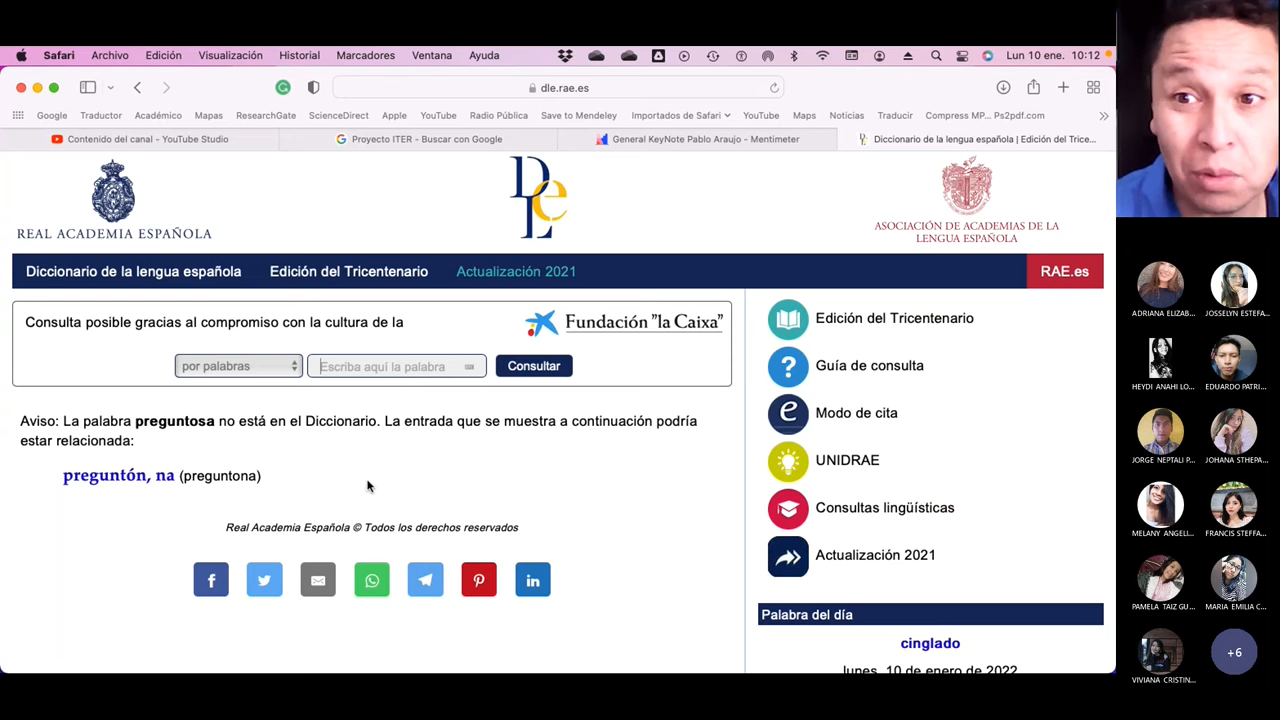 Safari Archivo Edición Visualización Historial Marcadores Ventana Ayuda Lun 10 ene. 10:12
dle.rae.es
Google Traductor Académico Mapas ResearchGate ScienceDirect Apple YouTube Radio Pública Save to Mendeley Importados de Safari YouTube Maps Noticias Traducir Compress MP... Ps2pdf.com
Contenido del canal - YouTube Studio
Proyecto ITER - Buscar con Google
General KeyNote Pablo Araujo - Mentimeter
Diccionario de la lengua española | Edición del Trice...
REAL ACADEMIA ESPAÑOLA
DLe
ASOCIACIÓN DE ACADEMIAS DE LA
LENGUA ESPAÑOLA
Diccionario de la lengua española Edición del Tricentenario Actualización 2021 RAE.es
Consulta posible gracias al compromiso con la cultura de la
Fundación "la Caixa"
por palabras Escriba aquí la palabra Consultar
Aviso: La palabra preguntosa no está en el Diccionario. La entrada que se muestra a continuación podría
estar relacionada:
preguntón, na (preguntona)
Real Academia Española © Todos los derechos reservados
Edición del Tricentenario
Guía de consulta
Modo de cita
UNIDRAE
Consultas lingüísticas
Actualización 2021
Palabra del día
cinglado
lunes, 10 de enero de 2022
ADRIANA ELIZAB... JOSSELYN ESTEFA...
HEYDI ANAHI LO... EDUARDO PATRI...
JORGE NEPTALI P... JOHANA STHEPA...
MELANY ANGELI... FRANCIS STEFFA...
PAMELA TAIZ GU... MARIA EMILIA C...
+6
VIVIANA CRISTIN...